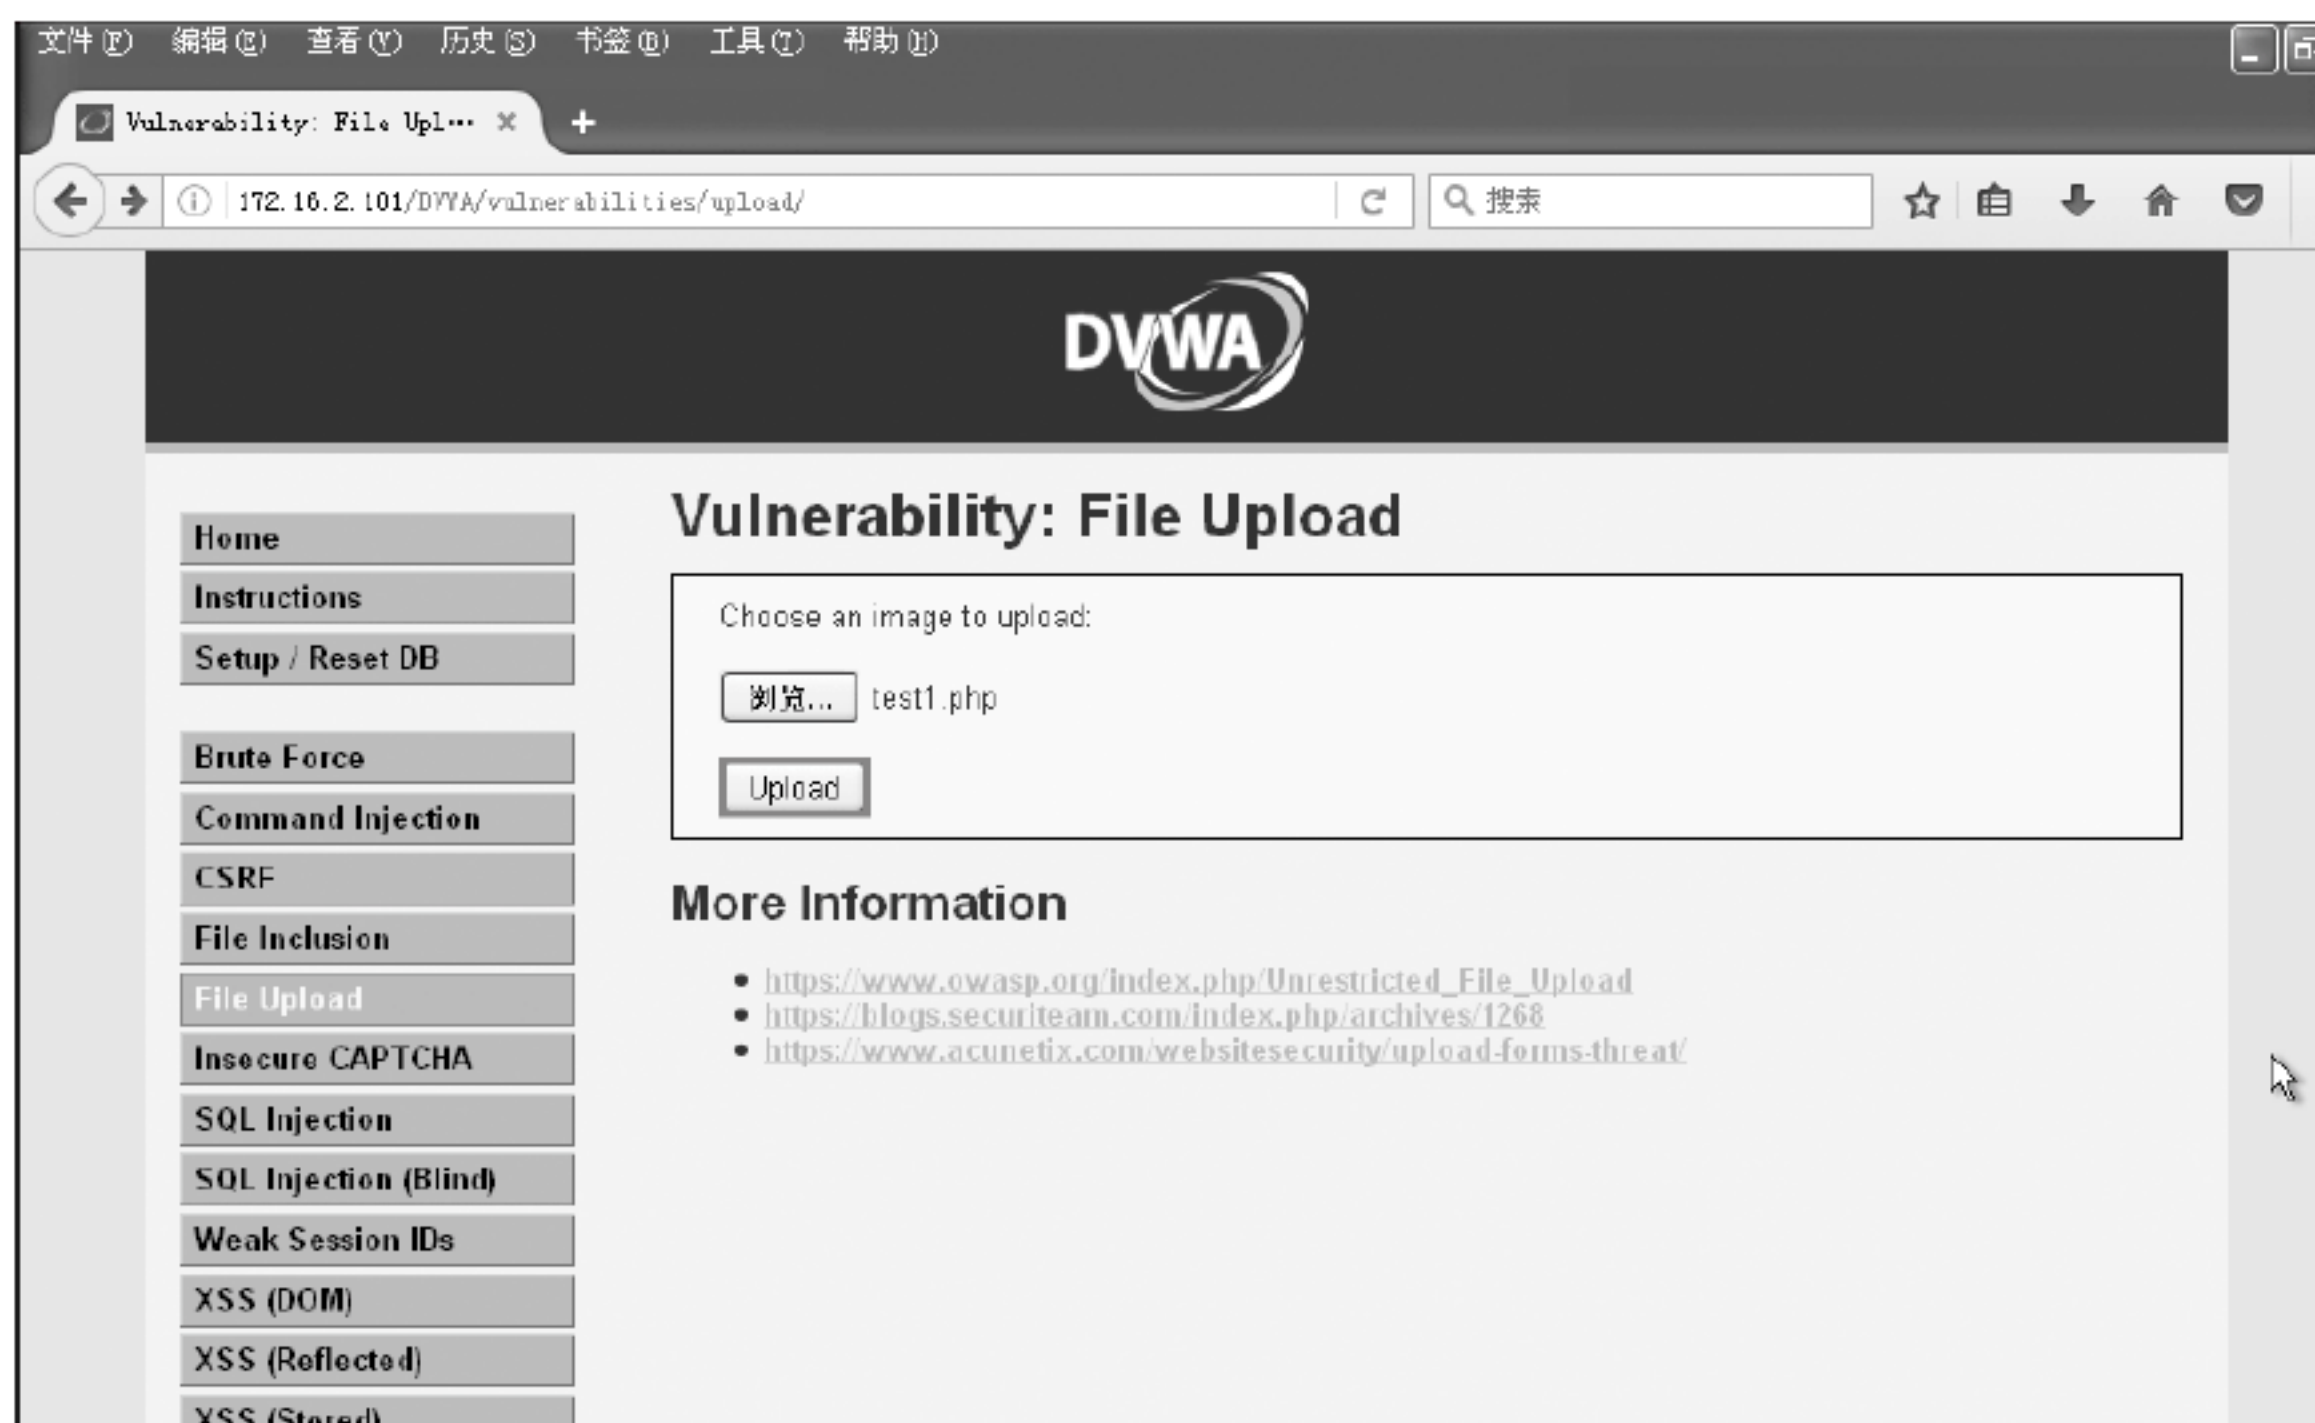 文件(F) 编辑(E) 查看(V) 历史(S) 书签(B) 工具(T) 帮助(H)
Vulnerability: File Upl...
172.16.2.101/DVWA/vulnerabilities/upload/ 搜索
DVWA
Home
Instructions
Setup / Reset DB
Brute Force
Command Injection
CSRF
File Inclusion
File Upload
Insecure CAPTCHA
SQL Injection
SQL Injection (Blind)
Weak Session IDs
XSS (DOM)
XSS (Reflected)
XSS (Stored)
Vulnerability: File Upload
Choose an image to upload:
浏览... test1.php
Upload
More Information
https://www.owasp.org/index.php/Unrestricted_File_Upload
https://blogs.securiteam.com/index.php/archives/1268
https://www.acunetix.com/websitesecurity/upload-forms-threat/